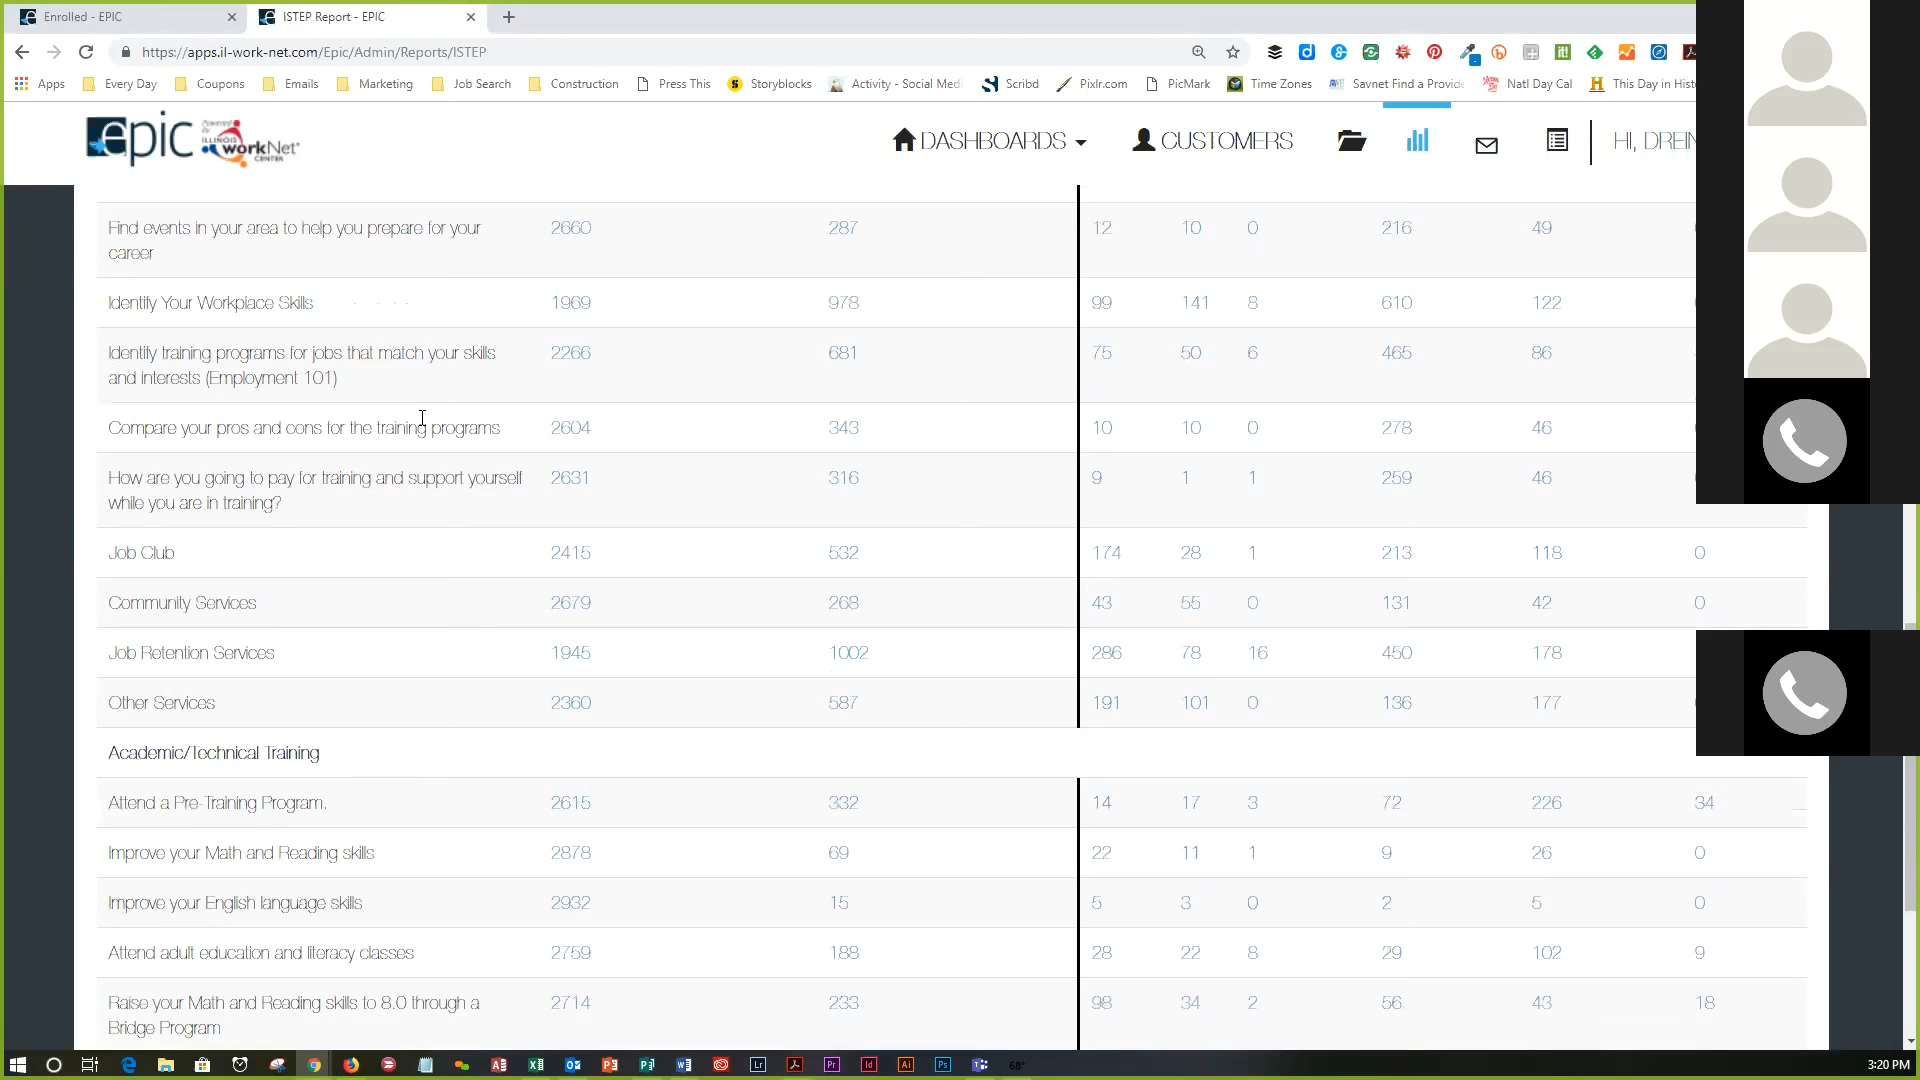 Enrolled - EPIC
ISTEP Report - EPIC
https://apps.il-work-net.com/Epic/Admin/Reports/ISTEP
Apps Every Day Coupons Emails Marketing Job Search Construction Press This Storyblocks Activity - Social Medi Scribd Pixlr.com PicMark Time Zones Savnet Find a Provide Natl Day Cal This Day in Histo
epic Powered by ILLINOIS workNet CENTER
DASHBOARDS CUSTOMERS HI, DREIN
Find events in your area to help you prepare for your 2660 287 12 10 0 216 49
career
Identify Your Workplace Skills 1969 978 99 141 8 610 122
Identify training programs for jobs that match your skills 2266 681 75 50 6 465 86
and interests (Employment 101)
Compare your pros and cons for the training programs 2604 343 10 10 0 278 46
How are you going to pay for training and support yourself 2631 316 9 1 1 259 46
while you are in training?
Job Club 2415 532 174 28 1 213 118 0
Community Services 2679 268 43 55 0 131 42 0
Job Retention Services 1945 1002 286 78 16 450 178
Other Services 2360 587 191 101 0 136 177
Academic/Technical Training
Attend a Pre-Training Program. 2615 332 14 17 3 72 226 34
Improve your Math and Reading skills 2878 69 22 11 1 9 26 0
Improve your English language skills 2932 15 5 3 0 2 5 0
Attend adult education and literacy classes 2759 188 28 22 8 29 102 9
Raise your Math and Reading skills to 8.0 through a 2714 233 98 34 2 56 43 18
Bridge Program
68°
3:20 PM